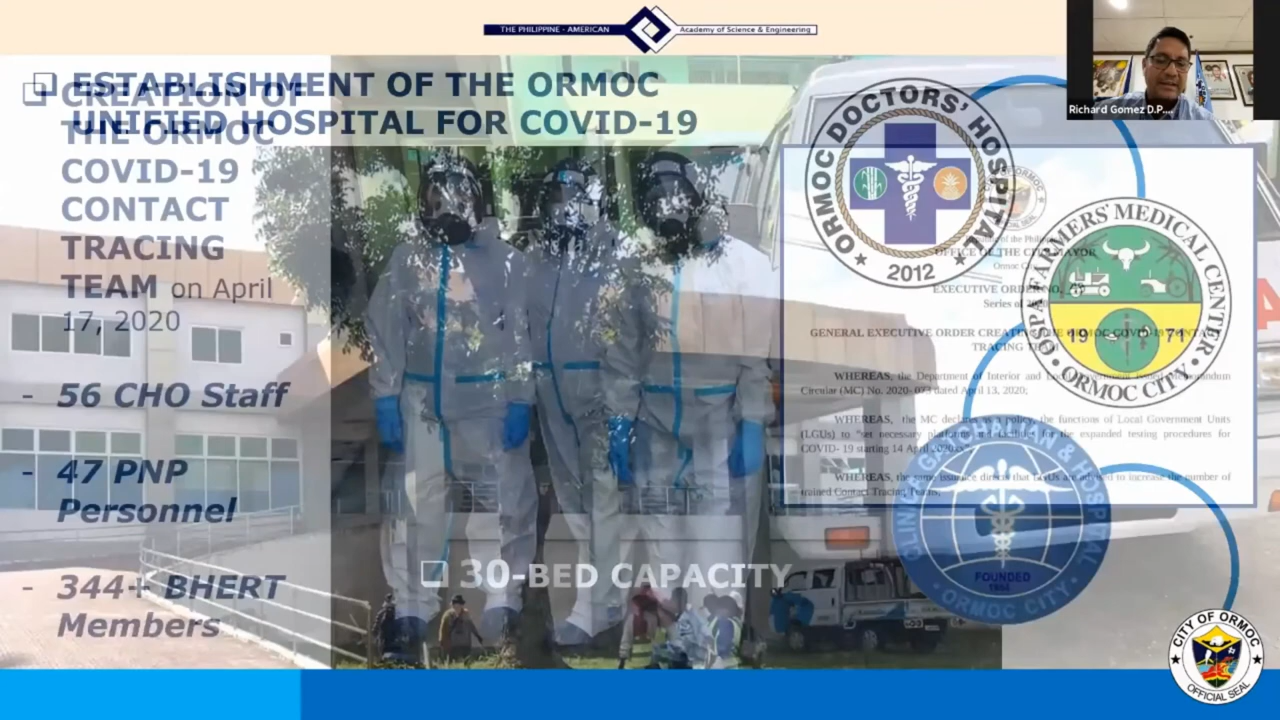 THE PHILIPPINE - AMERICAN Academy of Science & Engineering
Richard Gomez D.P....
❑ ESTABLISHMENT OF THE ORMOC
UNIFIED HOSPITAL FOR COVID-19
❑ CREATION OF
THE ORMOC
COVID-19
CONTACT
TRACING
TEAM on April
17, 2020
- 56 CHO Staff
- 47 PNP
Personnel
- 344+ BHERT
Members
❑ 30-BED CAPACITY
ORMOC DOCTORS' HOSPITAL
2012
FARMERS' MEDICAL CENTER
19 71
ORMOC CITY
OFFICE OF THE CITY MAYOR
EXECUTIVE ORDER NO.
Series of
GENERAL EXECUTIVE ORDER CREATING THE ORMOC COVID-19 CONTACT
TRACING TEAM
WHEREAS, the Department of Interior and Local Government issued Memorandum
Circular (MC) No. 2020- 073 dated April 13, 2020;
WHEREAS, the MC declares as a policy, the functions of Local Government Units
(LGUs) to "set necessary platforms and facilities for the expanded testing procedures for
COVID- 19 starting 14 April 2020";
WHEREAS, the same issuance directs that LGUs are advised to increase the number of
trained Contact Tracing Teams;
& HOSPITAL
FOUNDED
ORMOC CITY
CITY OF ORMOC
OFFICIAL SEAL